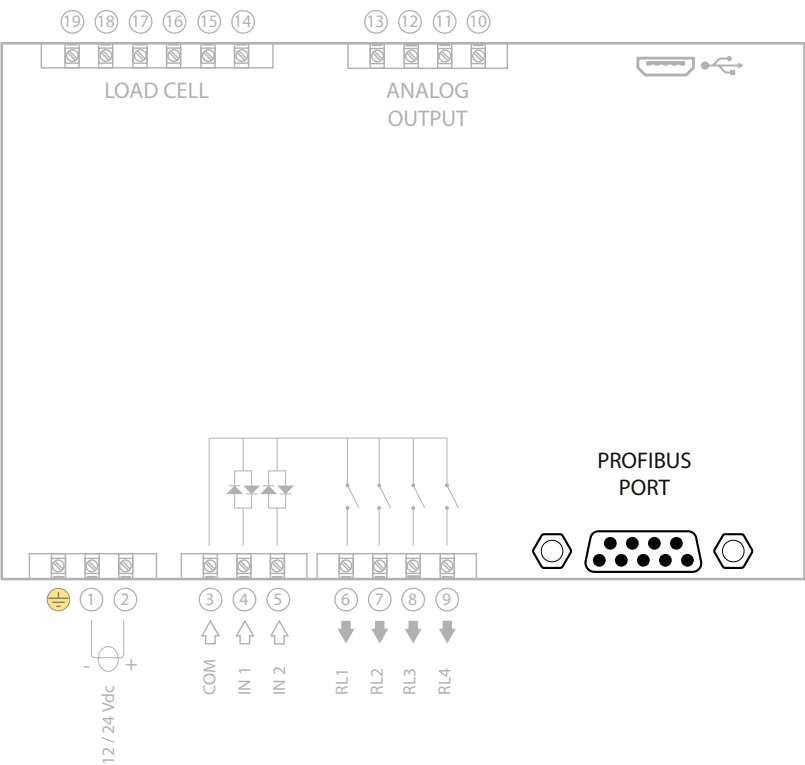 19 18 17 16 15 14 13 12 11 10
LOAD CELL
ANALOG
OUTPUT
PROFIBUS
PORT
1 2 3 4 5 6 7 8 9
- +
12 / 24 Vdc
COM
IN 1
IN 2
RL1
RL2
RL3
RL4